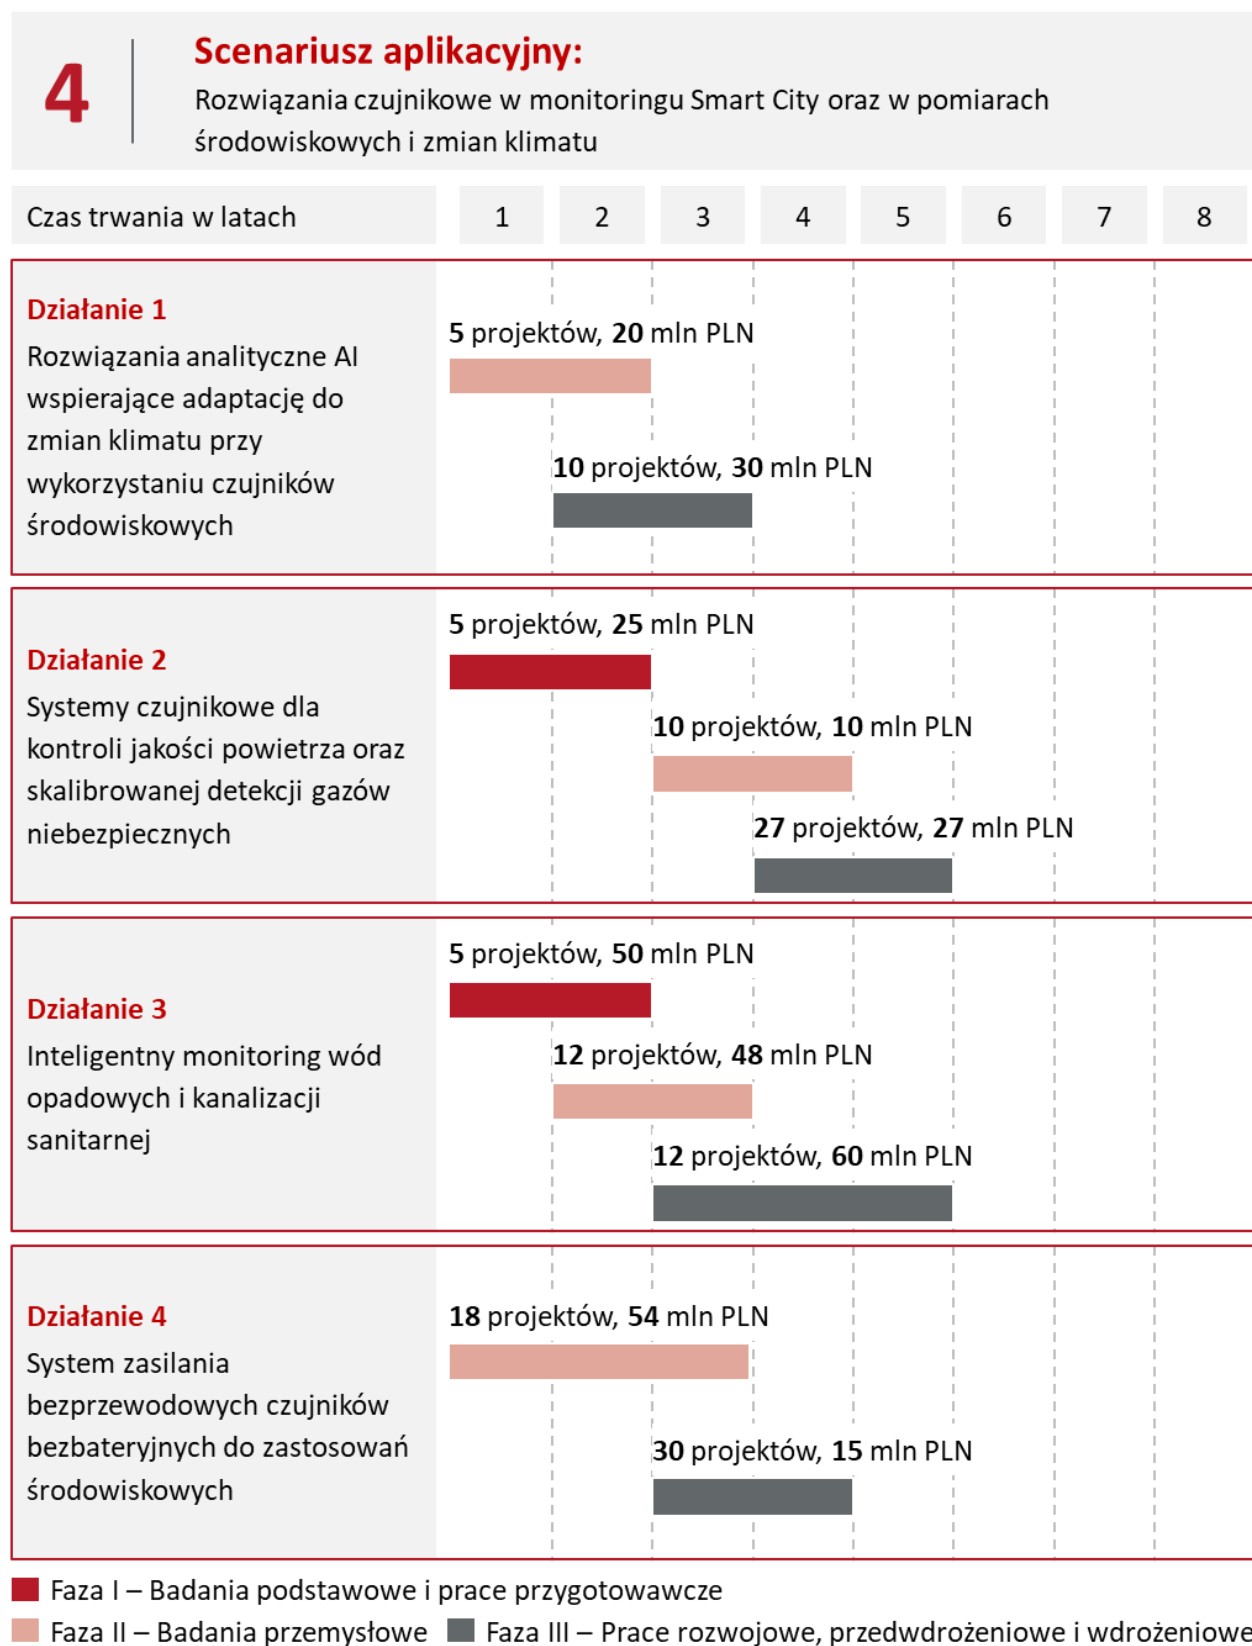 4
Scenariusz aplikacyjny:
Rozwiązania czujnikowe w monitoringu Smart City oraz w pomiarach
środowiskowych i zmian klimatu
Czas trwania w latach 1 2 3 4 5 6 7 8
Działanie 1
Rozwiązania analityczne AI
wspierające adaptację do
zmian klimatu przy
wykorzystaniu czujników
środowiskowych
5 projektów, 20 mln PLN
10 projektów, 30 mln PLN
Działanie 2
Systemy czujnikowe dla
kontroli jakości powietrza oraz
skalibrowanej detekcji gazów
niebezpiecznych
5 projektów, 25 mln PLN
10 projektów, 10 mln PLN
27 projektów, 27 mln PLN
Działanie 3
Inteligentny monitoring wód
opadowych i kanalizacji
sanitarnej
5 projektów, 50 mln PLN
12 projektów, 48 mln PLN
12 projektów, 60 mln PLN
Działanie 4
System zasilania
bezprzewodowych czujników
bezbateryjnych do zastosowań
środowiskowych
18 projektów, 54 mln PLN
30 projektów, 15 mln PLN
Faza I – Badania podstawowe i prace przygotowawcze
Faza II – Badania przemysłowe Faza III – Prace rozwojowe, przedwdrożeniowe i wdrożeniowe